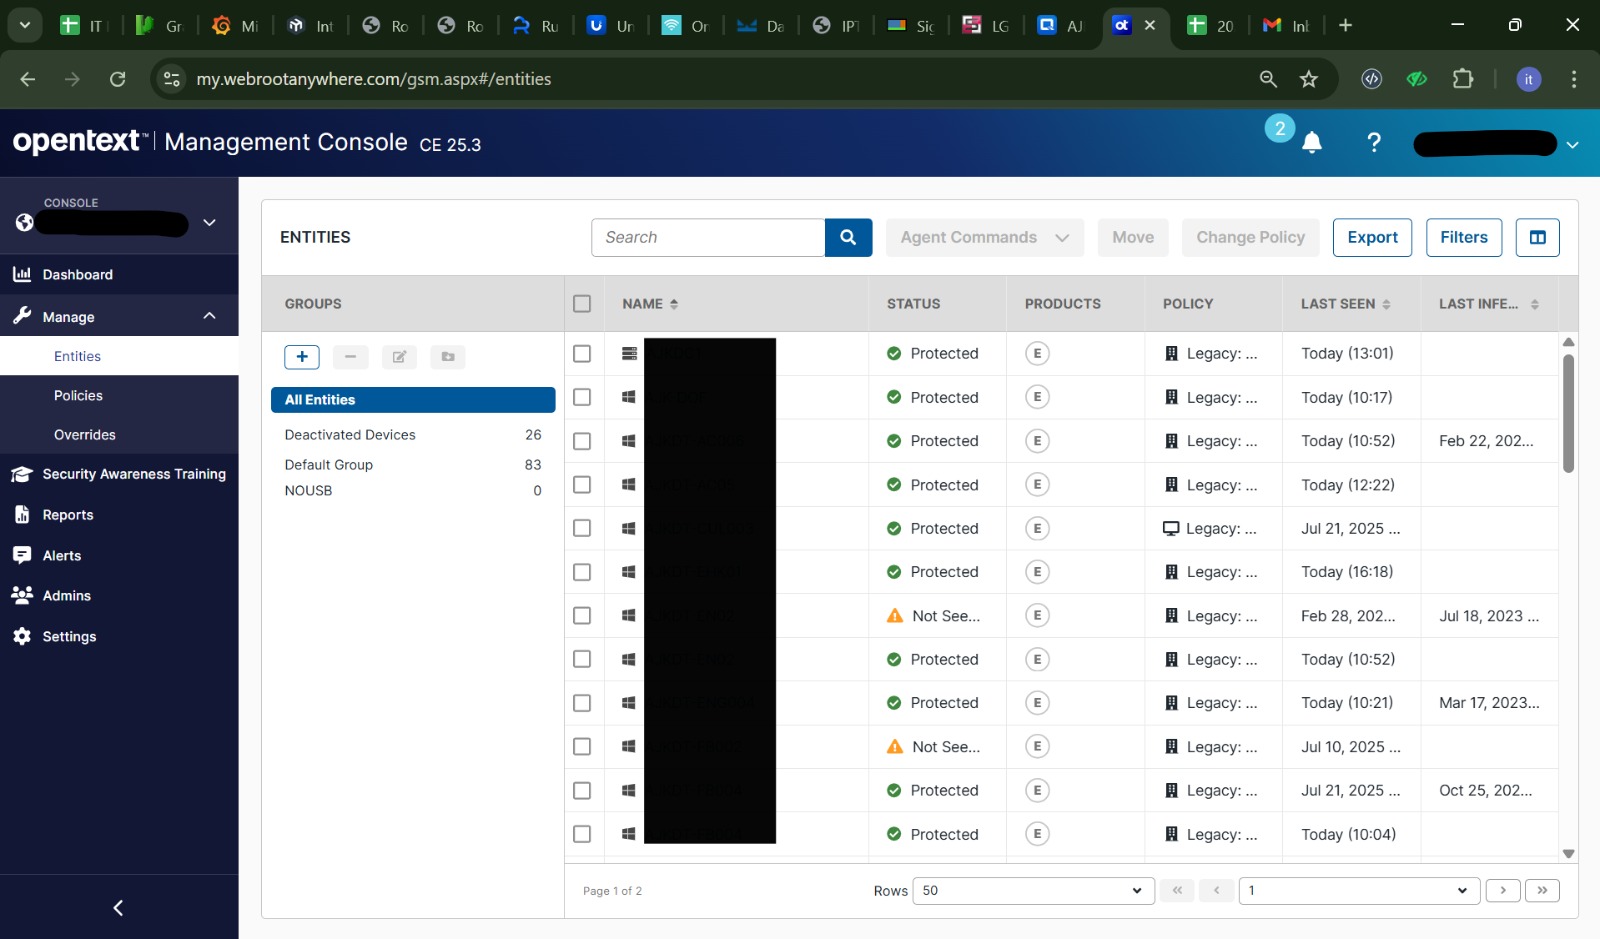 IT
Gr
Mi
Int
Ro
Ro
Ru
Un
On
Da
IPT
Sig
LG
AJ
20
Inb
my.webrootanywhere.com/gsm.aspx#/entities
it
opentext™ | Management Console CE 25.3
2
?
CONSOLE
Dashboard
Manage
Entities
Policies
Overrides
Security Awareness Training
Reports
Alerts
Admins
Settings
ENTITIES
Search
Agent Commands
Move
Change Policy
Export
Filters
GROUPS
All Entities
Deactivated Devices 26
Default Group 83
NOUSB 0
NAME STATUS PRODUCTS POLICY LAST SEEN LAST INFE...
Protected E Legacy: ... Today (13:01)
Protected E Legacy: ... Today (10:17)
Protected E Legacy: ... Today (10:52) Feb 22, 202...
Protected E Legacy: ... Today (12:22)
Protected E Legacy: ... Jul 21, 2025 ...
Protected E Legacy: ... Today (16:18)
Not See... E Legacy: ... Feb 28, 202... Jul 18, 2023 ...
Protected E Legacy: ... Today (10:52)
Protected E Legacy: ... Today (10:21) Mar 17, 2023...
Not See... E Legacy: ... Jul 10, 2025 ...
Protected E Legacy: ... Jul 21, 2025 ... Oct 25, 202...
Protected E Legacy: ... Today (10:04)
Page 1 of 2
Rows 50
1